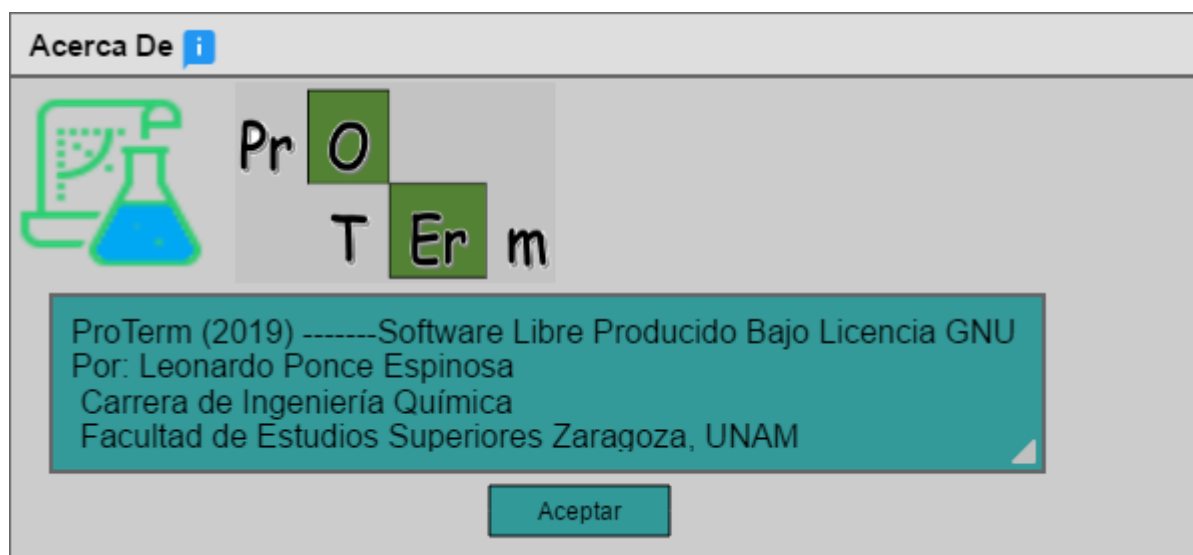 Acerca De
Pr O
T Er m
ProTerm (2019) -------Software Libre Producido Bajo Licencia GNU
Por: Leonardo Ponce Espinosa
Carrera de Ingeniería Química
Facultad de Estudios Superiores Zaragoza, UNAM
Aceptar